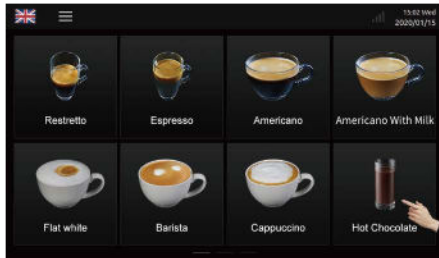 15:02 Wed
2020/01/15
Restretto
Espresso
Americano
Americano With Milk
Flat white
Barista
Cappuccino
Hot Chocolate